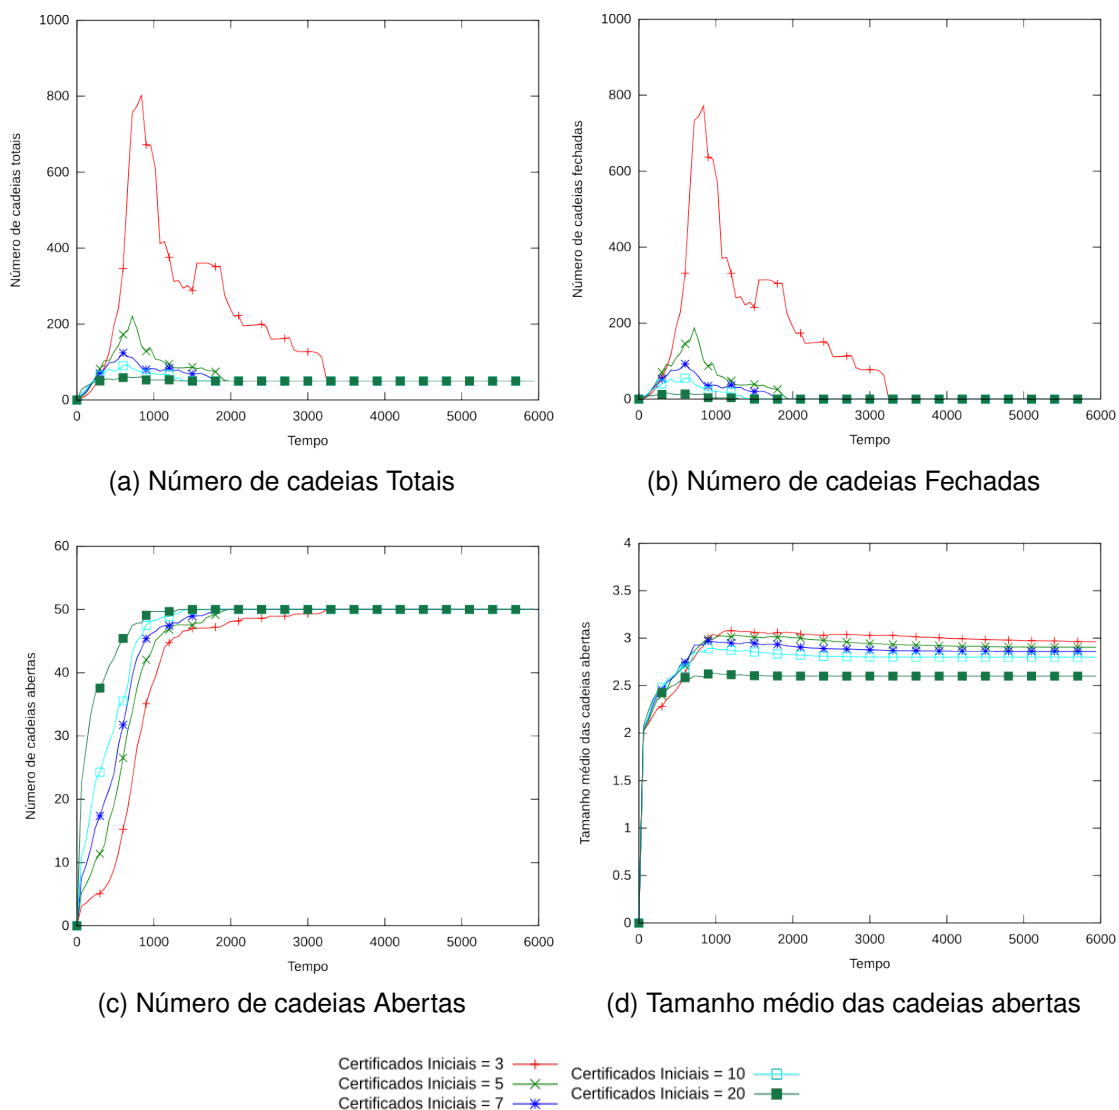 1000
800
600
400
200
0
Número de cadeias totais
0 1000 2000 3000 4000 5000 6000
Tempo
(a) Número de cadeias Totais
1000
800
600
400
200
0
Número de cadeias fechadas
0 1000 2000 3000 4000 5000 6000
Tempo
(b) Número de cadeias Fechadas
60
50
40
30
20
10
0
Número de cadeias abertas
0 1000 2000 3000 4000 5000 6000
Tempo
(c) Número de cadeias Abertas
4
3.5
3
2.5
2
1.5
1
0.5
0
Tamanho médio das cadeias abertas
0 1000 2000 3000 4000 5000 6000
Tempo
(d) Tamanho médio das cadeias abertas
Certificados Iniciais = 3
Certificados Iniciais = 5
Certificados Iniciais = 7
Certificados Iniciais = 10
Certificados Iniciais = 20